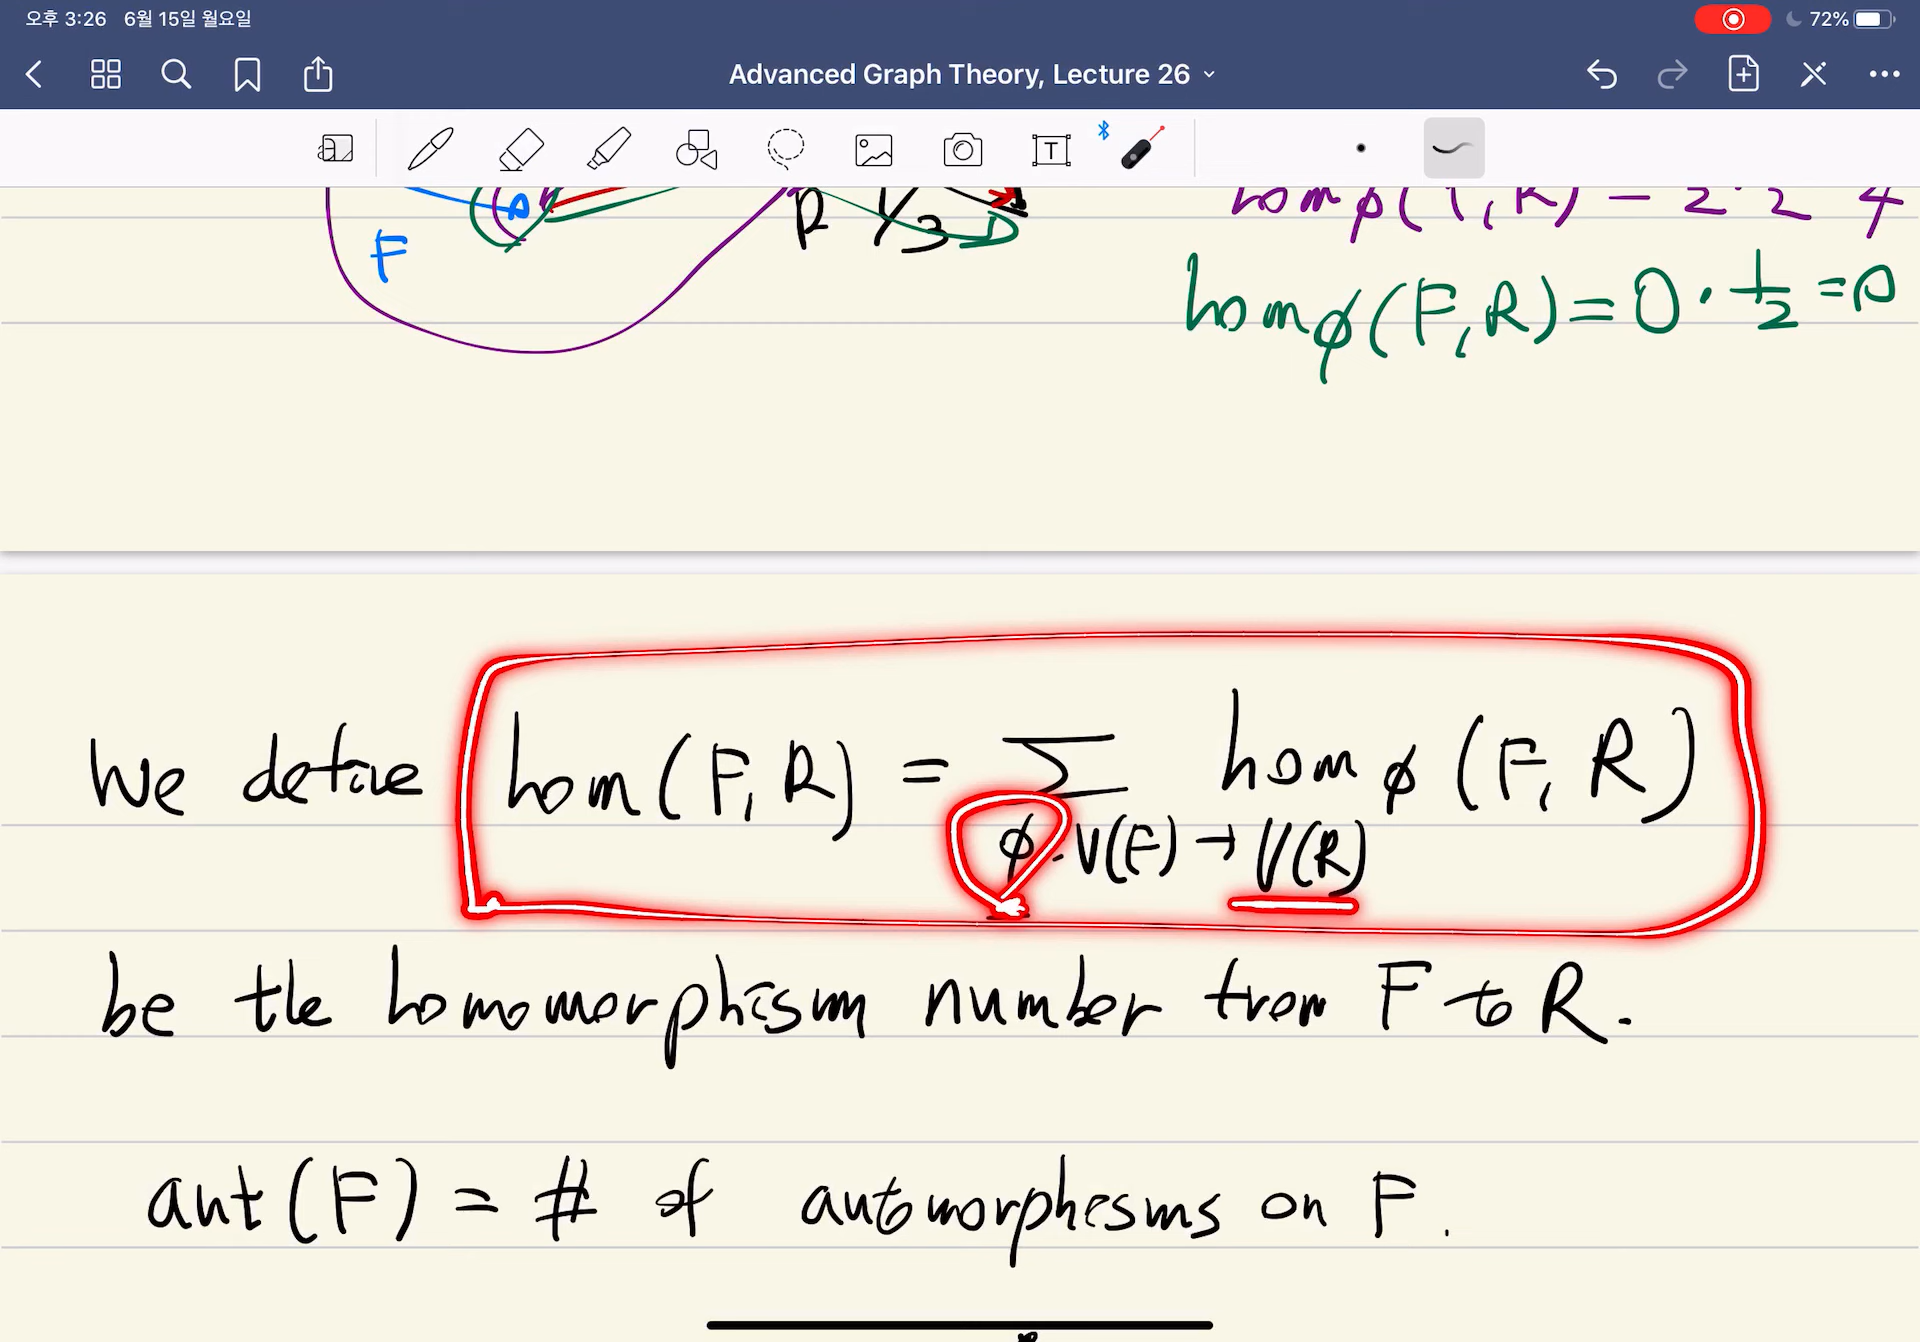 오후 3:26 6월 15일 월요일
72%
Advanced Graph Theory, Lecture 26
F
R 1/3
homφ(F,R) = 0 · 1/2 = 0
We define hom(F,R) = Σ homφ(F,R)
φ:V(F)→V(R)
be the homomorphism number from F to R.
aut(F) = # of automorphisms on F.